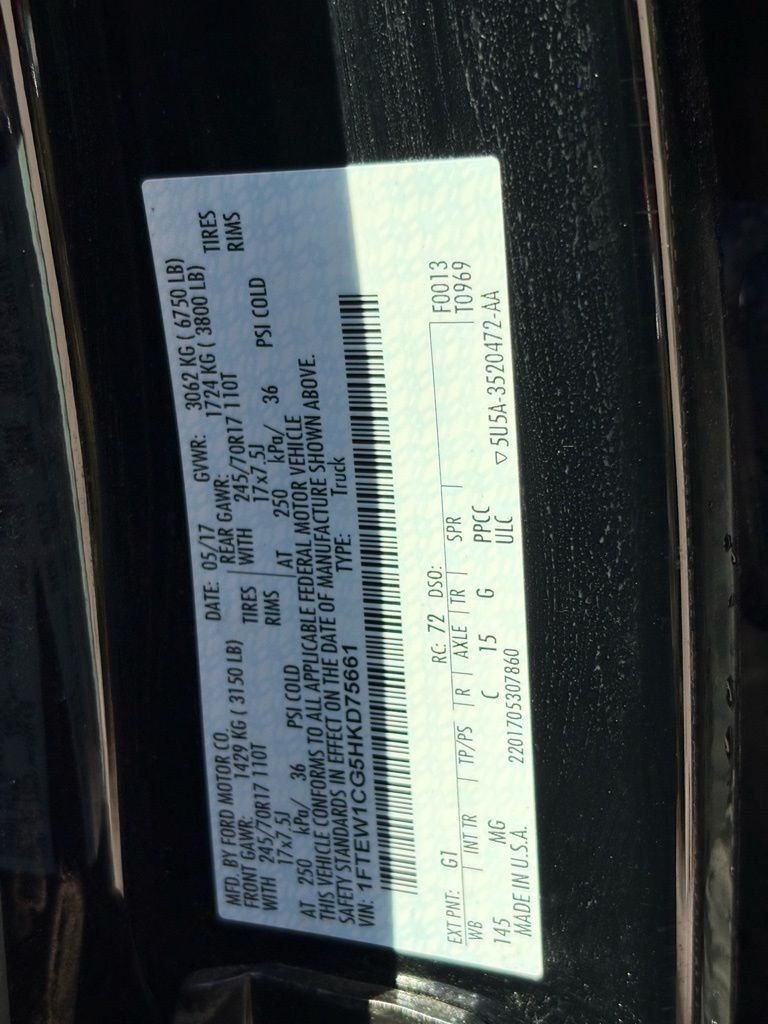 MFD. BY FORD MOTOR CO.
DATE: 05/17 GVWR: 3062 KG ( 6750 LB)
FRONT GAWR: 1429 KG ( 3150 LB) REAR GAWR: 1724 KG ( 3800 LB)
WITH 245/70R17 110T TIRES WITH 245/70R17 110T TIRES
17x7.5J RIMS 17x7.5J RIMS
AT 250 kPa/ 36 PSI COLD AT 250 kPa/ 36 PSI COLD
THIS VEHICLE CONFORMS TO ALL APPLICABLE FEDERAL MOTOR VEHICLE
SAFETY STANDARDS IN EFFECT ON THE DATE OF MANUFACTURE SHOWN ABOVE.
VIN: 1FTEW1CG5HKD75661 TYPE: Truck
EXT PNT: G1 RC: 72 DSO: F0013
WB INT TR TP/PS R AXLE TR SPR T0969
145 MG C 15 G PPCC
MADE IN U.S.A. 2201705307860 ULC ▽5U5A-3520472-AA